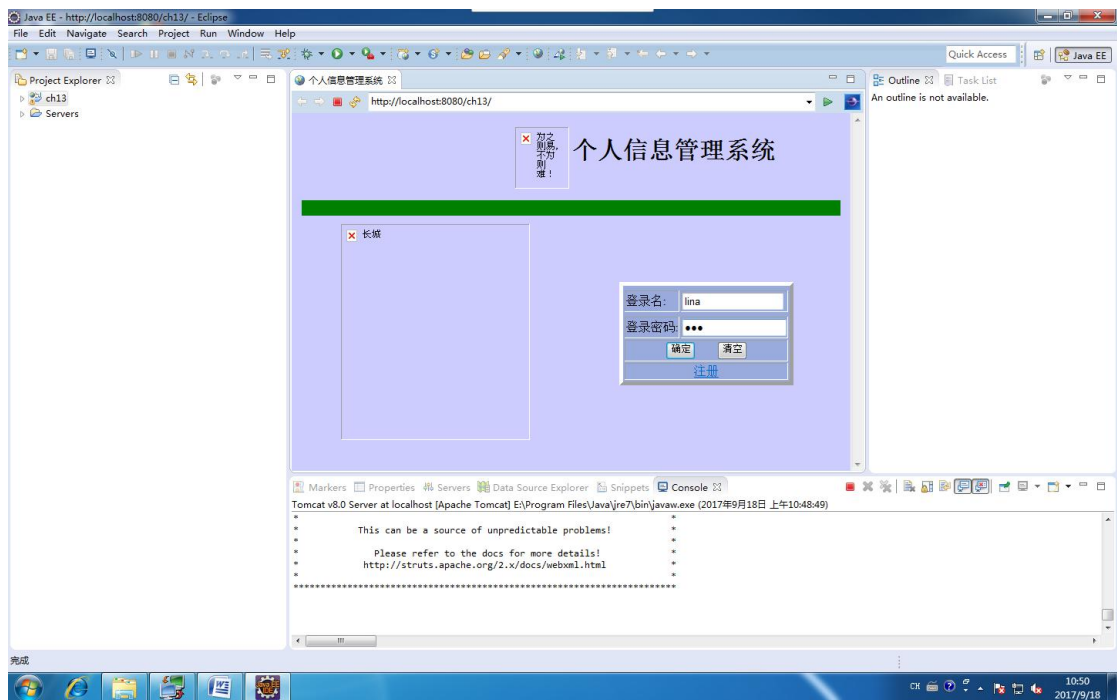 Java EE - http://localhost:8080/ch13/ - Eclipse
File Edit Navigate Search Project Run Window Help
Quick Access
Java EE
Project Explorer
ch13
Servers
个人信息管理系统
http://localhost:8080/ch13/
为之
则易,
不为
则
难！
个人信息管理系统
长城
登录名:
lina
登录密码:
●●●
确定
清空
注册
Outline
Task List
An outline is not available.
Markers Properties Servers Data Source Explorer Snippets Console
Tomcat v8.0 Server at localhost [Apache Tomcat] E:\Program Files\Java\jre7\bin\javaw.exe (2017年9月18日 上午10:48:49)
* *
* This can be a source of unpredictable problems! *
* *
* Please refer to the docs for more details! *
* http://struts.apache.org/2.x/docs/webxml.html *
* *
***********************************************************************
完成
CH
10:50
2017/9/18